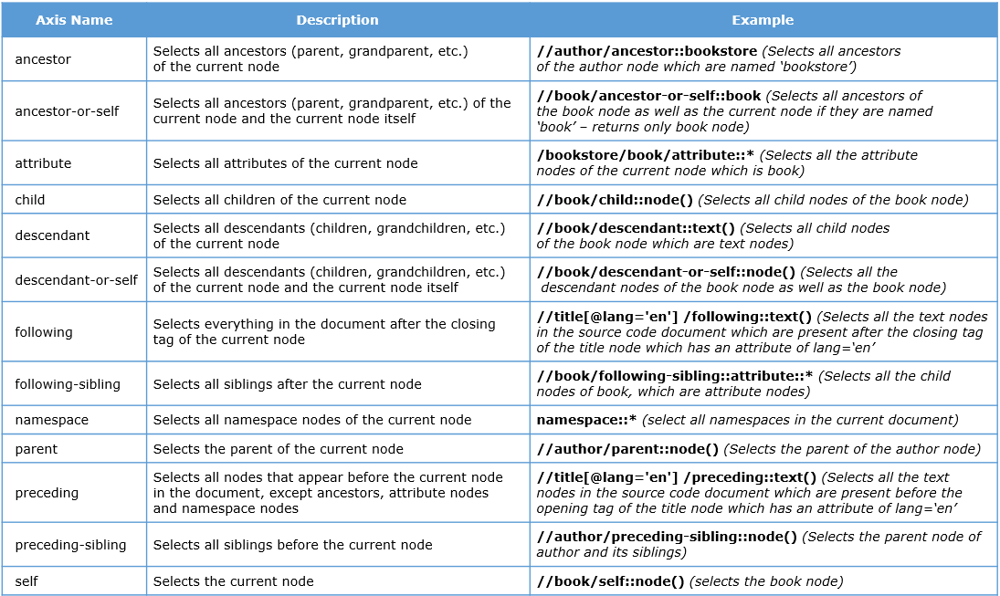 Axis Name Description Example
ancestor
Selects all ancestors (parent, grandparent, etc.)
of the current node
//author/ancestor::bookstore (Selects all ancestors
of the author node which are named ‘bookstore’)
ancestor-or-self
Selects all ancestors (parent, grandparent, etc.) of the
current node and the current node itself
//book/ancestor-or-self::book (Selects all ancestors of
the book node as well as the current node if they are named
‘book’ – returns only book node)
attribute
Selects all attributes of the current node
/bookstore/book/attribute::* (Selects all the attribute
nodes of the current node which is book)
child
Selects all children of the current node
//book/child::node() (Selects all child nodes of the book node)
descendant
Selects all descendants (children, grandchildren, etc.)
of the current node
//book/descendant::text() (Selects all child nodes
of the book node which are text nodes)
descendant-or-self
Selects all descendants (children, grandchildren, etc.)
of the current node and the current node itself
//book/descendant-or-self::node() (Selects all the
descendant nodes of the book node as well as the book node)
following
Selects everything in the document after the closing
tag of the current node
//title[@lang='en'] /following::text() (Selects all the text nodes
in the source code document which are present after the closing tag
of the title node which has an attribute of lang=‘en’
following-sibling
Selects all siblings after the current node
//book/following-sibling::attribute::* (Selects all the child
nodes of book, which are attribute nodes)
namespace
Selects all namespace nodes of the current node
namespace::* (select all namespaces in the current document)
parent
Selects the parent of the current node
//author/parent::node() (Selects the parent of the author node)
preceding
Selects all nodes that appear before the current node
in the document, except ancestors, attribute nodes
and namespace nodes
//title[@lang='en'] /preceding::text() (Selects all the text
nodes in the source code document which are present before the
opening tag of the title node which has an attribute of lang=‘en’
preceding-sibling
Selects all siblings before the current node
//author/preceding-sibling::node() (Selects the parent node of
author and its siblings)
self
Selects the current node
//book/self::node() (selects the book node)